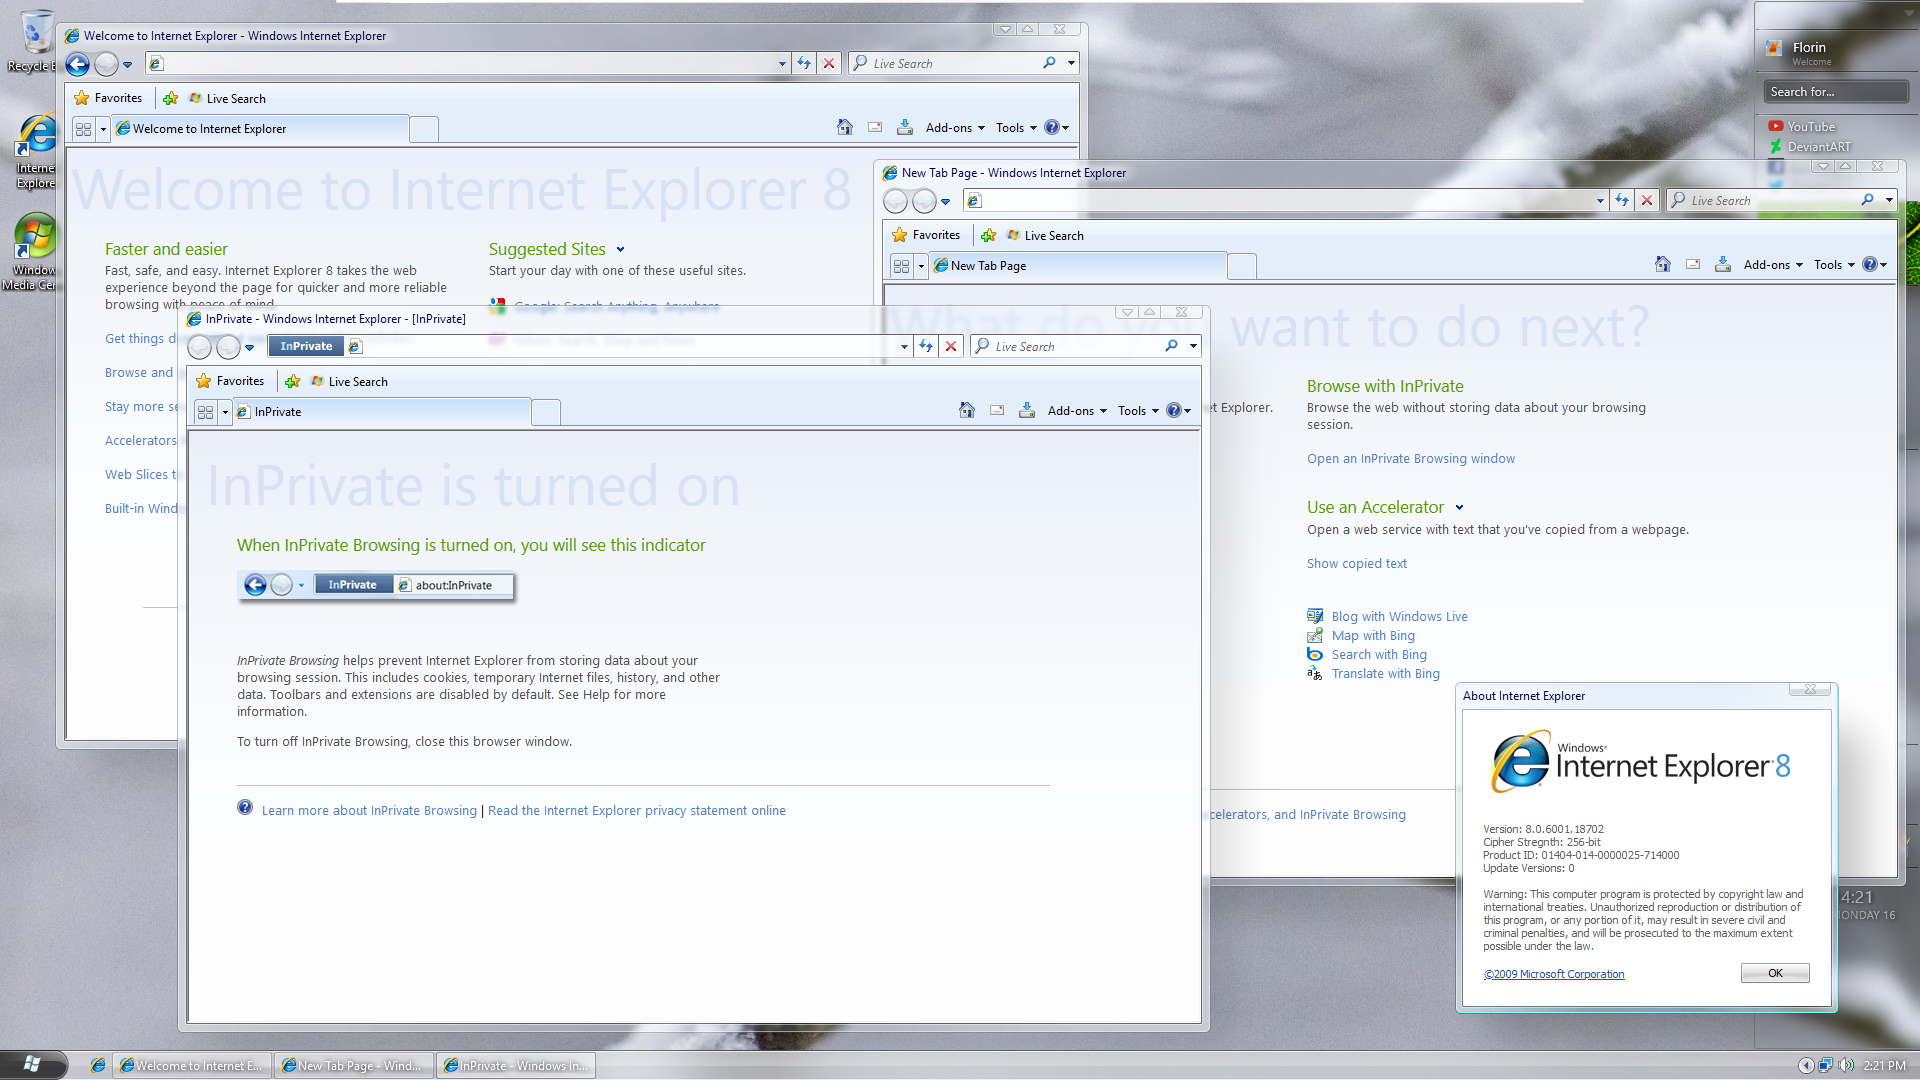 Recycle B
Welcome to Internet Explorer - Windows Internet Explorer
Live Search
Favorites
Live Search
Welcome to Internet Explorer
Add-ons
Tools
Welcome to Internet Explorer 8
Faster and easier
Fast, safe, and easy. Internet Explorer 8 takes the web
experience beyond the page for quicker and more reliable
browsing with peace of mind.
Get things d
Browse and
Stay more se
Accelerators
Web Slices t
Built-in Wind
Suggested Sites
Start your day with one of these useful sites.
Google: Search Anything, Anywhere
Internet
Explore
Window
Media Cen
Florin
Welcome
Search for...
YouTube
DeviantART
New Tab Page - Windows Internet Explorer
Live Search
Favorites
Live Search
New Tab Page
Add-ons
Tools
What do you want to do next?
et Explorer.
Browse with InPrivate
Browse the web without storing data about your browsing
session.
Open an InPrivate Browsing window
Use an Accelerator
Open a web service with text that you've copied from a webpage.
Show copied text
Blog with Windows Live
Map with Bing
Search with Bing
Translate with Bing
celerators, and InPrivate Browsing
InPrivate - Windows Internet Explorer - [InPrivate]
InPrivate
Live Search
Favorites
Live Search
InPrivate
Add-ons
Tools
InPrivate is turned on
When InPrivate Browsing is turned on, you will see this indicator
InPrivate about:InPrivate
InPrivate Browsing helps prevent Internet Explorer from storing data about your
browsing session. This includes cookies, temporary Internet files, history, and other
data. Toolbars and extensions are disabled by default. See Help for more
information.
To turn off InPrivate Browsing, close this browser window.
Learn more about InPrivate Browsing | Read the Internet Explorer privacy statement online
About Internet Explorer
Windows®
Internet Explorer 8
Version: 8.0.6001.18702
Cipher Stregnth: 256-bit
Product ID: 01404-014-0000025-714000
Update Versions: 0
Warning: This computer program is protected by copyright law and
international treaties. Unauthorized reproduction or distribution of
this program, or any portion of it, may result in severe civil and
criminal penalties, and will be prosecuted to the maximum extent
possible under the law.
©2009 Microsoft Corporation
OK
4:21
ONDAY 16
Welcome to Internet E...
New Tab Page - Wind...
InPrivate - Windows In...
2:21 PM